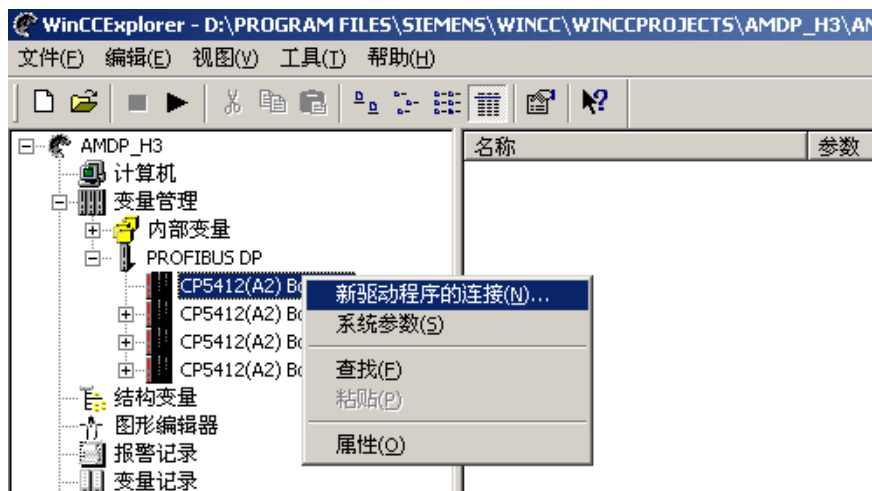 WinCCExplorer - D:\PROGRAM FILES\SIEMENS\WINCC\WINCCPROJECTS\AMDP_H3\AM
文件(F) 编辑(E) 视图(V) 工具(T) 帮助(H)
AMDP_H3
计算机
变量管理
内部变量
PROFIBUS DP
CP5412(A2) Bo
CP5412(A2) Bo
CP5412(A2) Bo
CP5412(A2) Bo
结构变量
图形编辑器
报警记录
变量记录
名称 参数
新驱动程序的连接(N)...
系统参数(S)
查找(F)
粘贴(P)
属性(O)